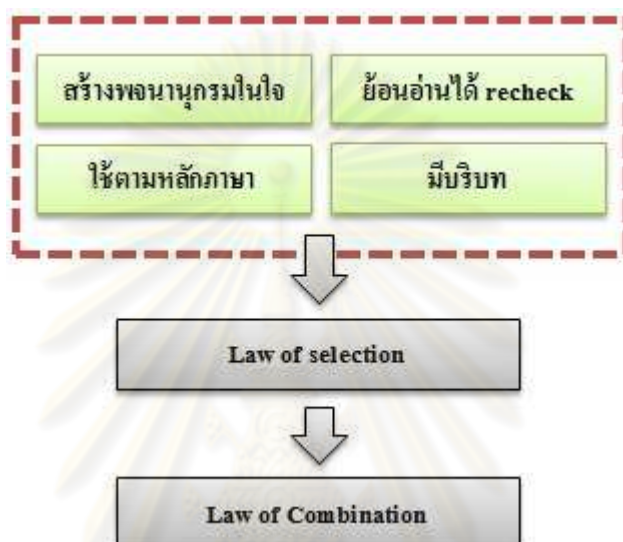 สร้างพจนานุกรมในใจ
ย้อนอ่านได้ recheck
ใช้ตามหลักภาษา
มีบริบท
Law of selection
Law of Combination